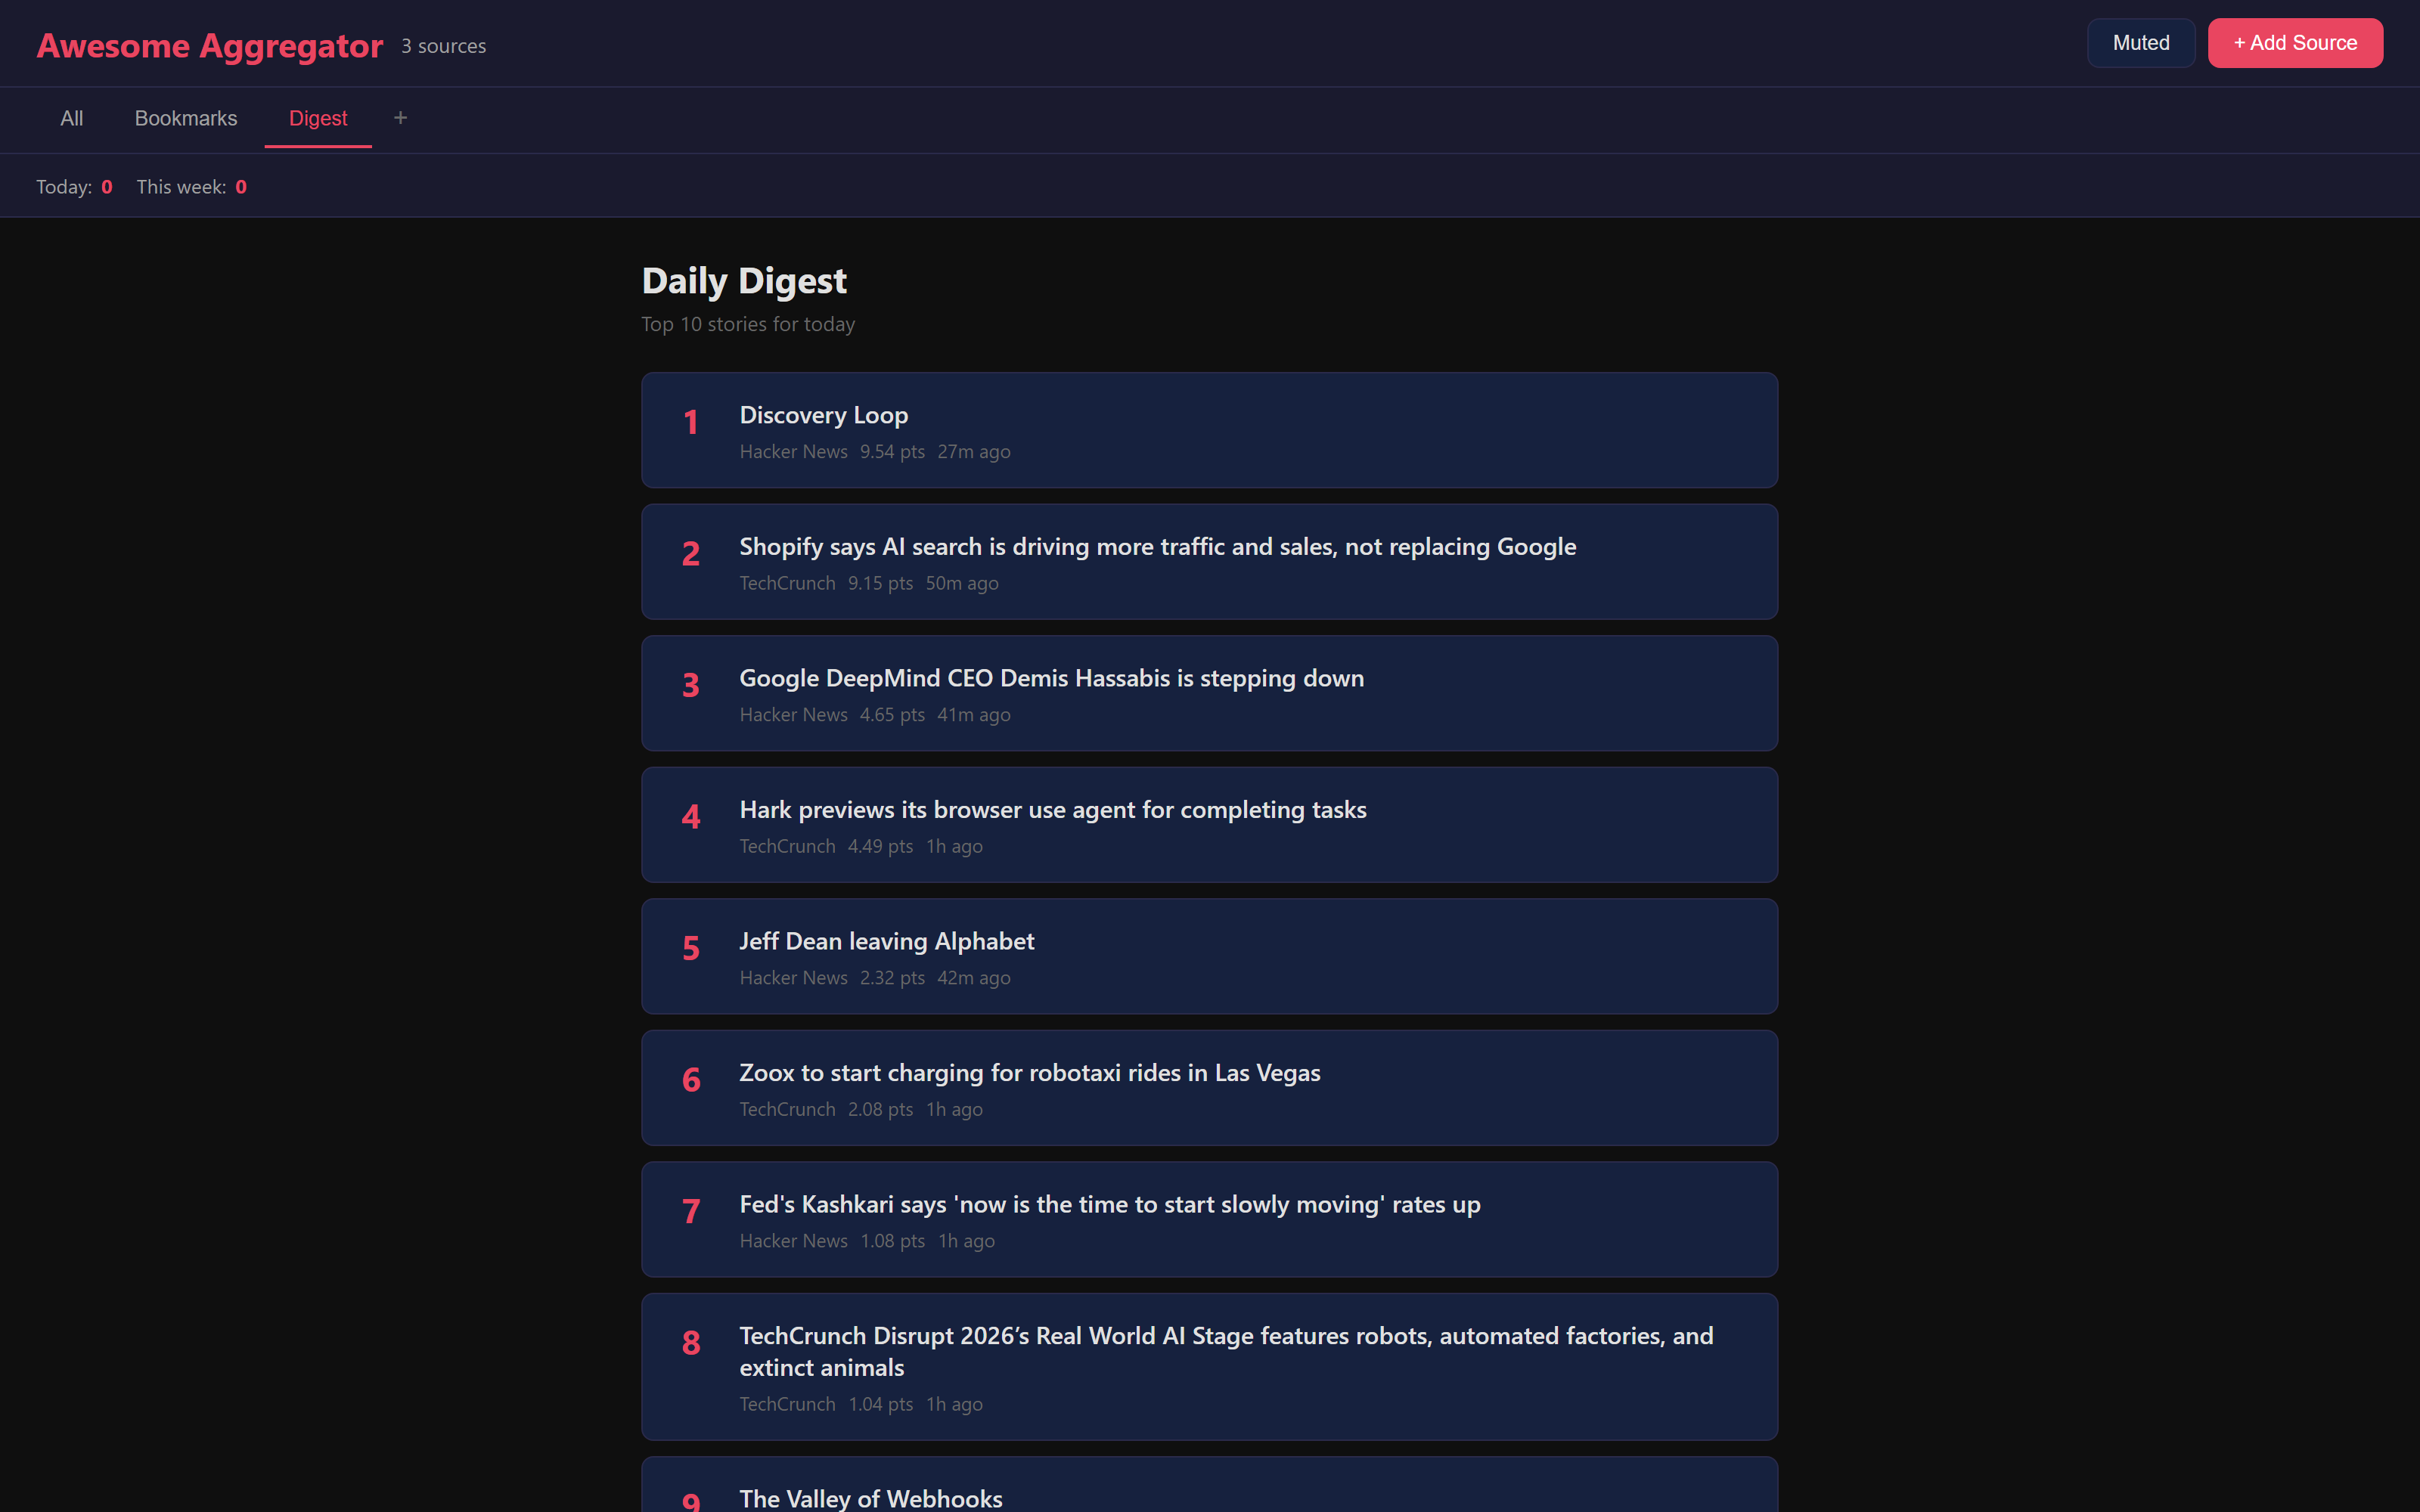 Awesome Aggregator 3 sources Muted + Add Source
All Bookmarks Digest +
Today: 0 This week: 0
Daily Digest
Top 10 stories for today
1 Discovery Loop
Hacker News 9.54 pts 27m ago
2 Shopify says AI search is driving more traffic and sales, not replacing Google
TechCrunch 9.15 pts 50m ago
3 Google DeepMind CEO Demis Hassabis is stepping down
Hacker News 4.65 pts 41m ago
4 Hark previews its browser use agent for completing tasks
TechCrunch 4.49 pts 1h ago
5 Jeff Dean leaving Alphabet
Hacker News 2.32 pts 42m ago
6 Zoox to start charging for robotaxi rides in Las Vegas
TechCrunch 2.08 pts 1h ago
7 Fed's Kashkari says 'now is the time to start slowly moving' rates up
Hacker News 1.08 pts 1h ago
8 TechCrunch Disrupt 2026’s Real World AI Stage features robots, automated factories, and
extinct animals
TechCrunch 1.04 pts 1h ago
9 The Valley of Webhooks